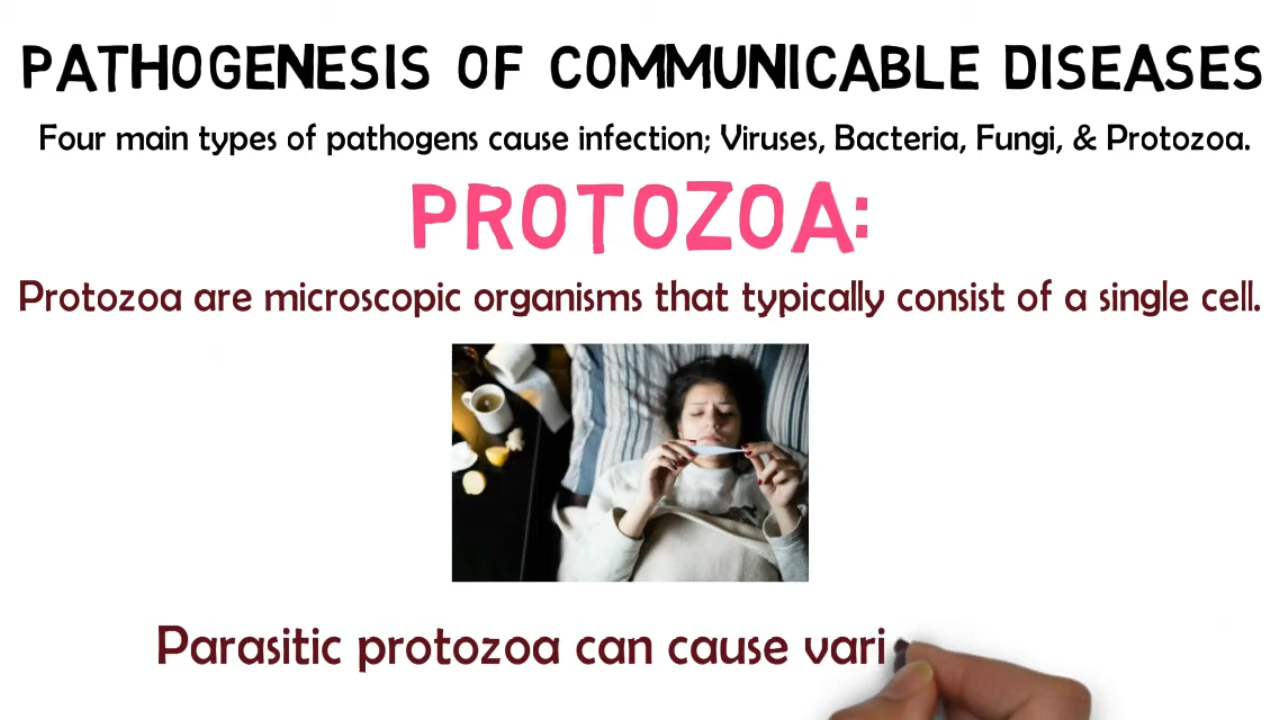 PATHOGENESIS OF COMMUNICABLE DISEASES
Four main types of pathogens cause infection; Viruses, Bacteria, Fungi, & Protozoa.
PROTOZOA:
Protozoa are microscopic organisms that typically consist of a single cell.
Parasitic protozoa can cause vari